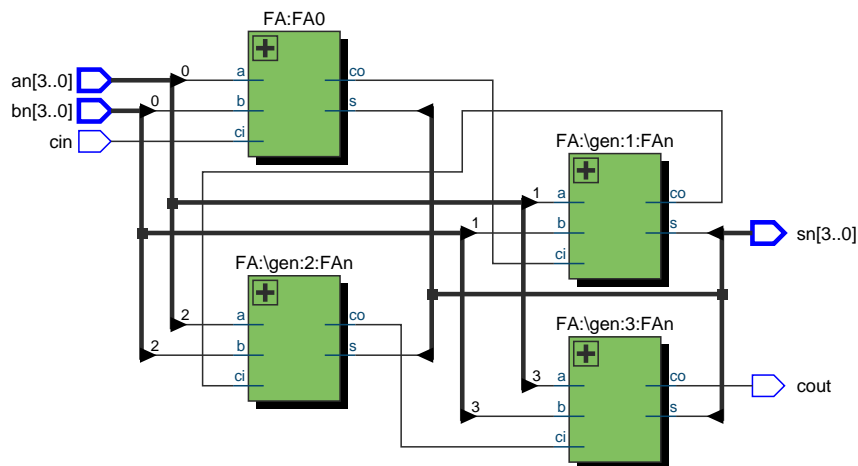 FA:FA0
an[3..0]
0
a
co
bn[3..0]
0
b
s
cin
ci
FA:\gen:1:FAn
1
a
co
1
b
s
sn[3..0]
ci
FA:\gen:2:FAn
2
a
co
2
b
s
ci
FA:\gen:3:FAn
3
a
co
cout
3
b
s
ci